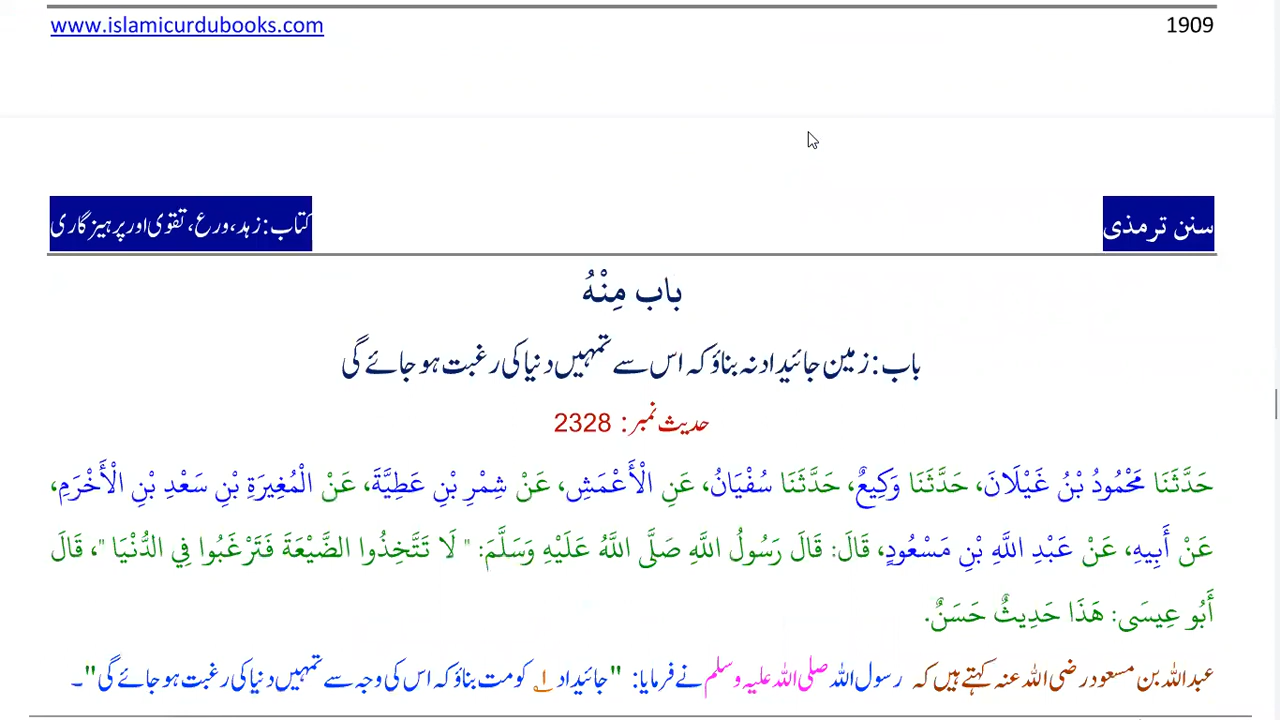 www.islamicurdubooks.com 1909
سنن ترمذی کتاب: زہد، ورع، تقوی اور پرہیزگاری
باب مِنْهُ
باب: زمین جائیداد نہ بناؤ کہ اس سے تمہیں دنیا کی رغبت ہو جائے گی
حدیث نمبر: 2328
حَدَّثَنَا مَحْمُودُ بْنُ غَيْلَانَ، حَدَّثَنَا وَكِيعٌ، حَدَّثَنَا سُفْيَانُ، عَنِ الْأَعْمَشِ، عَنْ شِمْرِ بْنِ عَطِيَّةَ، عَنْ الْمُغِيرَةِ بْنِ سَعْدِ بْنِ الْأَخْرَمِ،
عَنْ أَبِيهِ، عَنْ عَبْدِ اللَّهِ بْنِ مَسْعُودٍ، قَالَ: قَالَ رَسُولُ اللَّهِ صَلَّى اللَّهُ عَلَيْهِ وَسَلَّمَ: " لَا تَتَّخِذُوا الضَّيْعَةَ فَتَرْغَبُوا فِي الدُّنْيَا "، قَالَ
أَبُو عِيسَى: هَذَا حَدِيثٌ حَسَنٌ.
عبداللہ بن مسعود رضی اللہ عنہ کہتے ہیں کہ رسول اللہ صلی اللہ علیہ وسلم نے فرمایا: "جائیداد ۱؎ کو مت بناؤ کہ اس کی وجہ سے تمہیں دنیا کی رغبت ہو جائے گی"۔